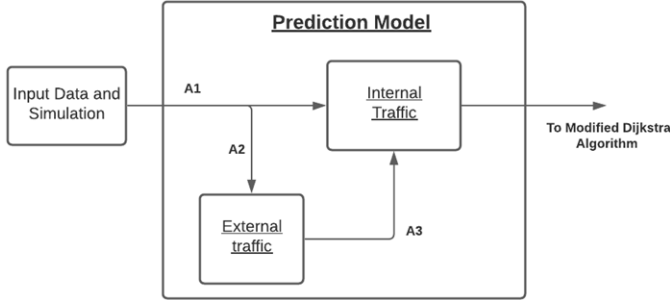 Prediction Model
Input Data and
Simulation
A1
Internal
Traffic
To Modified Dijkstra
Algorithm
A2
External
traffic
A3